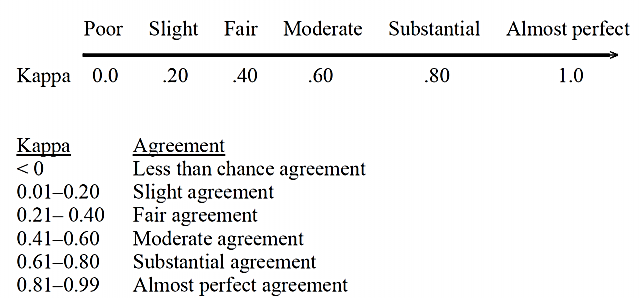 Poor Slight Fair Moderate Substantial Almost perfect
Kappa 0.0 .20 .40 .60 .80 1.0
Kappa Agreement
< 0 Less than chance agreement
0.01–0.20 Slight agreement
0.21– 0.40 Fair agreement
0.41–0.60 Moderate agreement
0.61–0.80 Substantial agreement
0.81–0.99 Almost perfect agreement